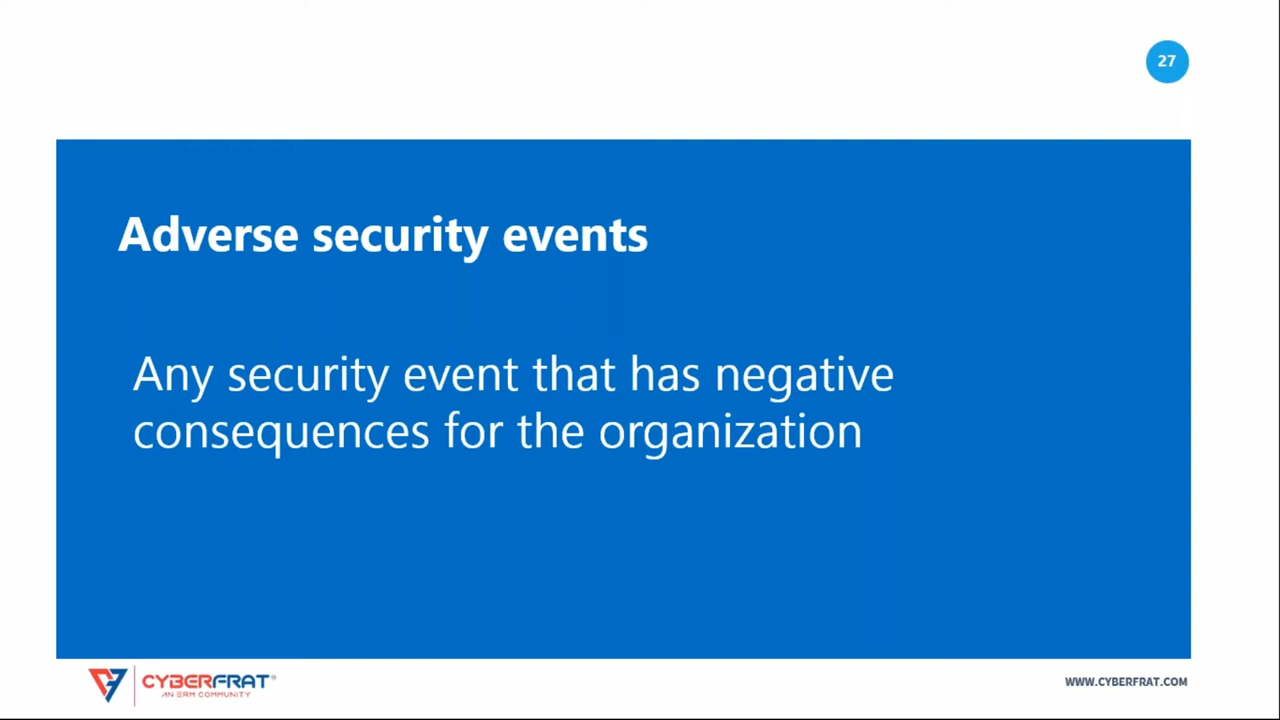 27
Adverse security events
Any security event that has negative
consequences for the organization
CYBERFRAT®
AN ERM COMMUNITY
WWW.CYBERFRAT.COM